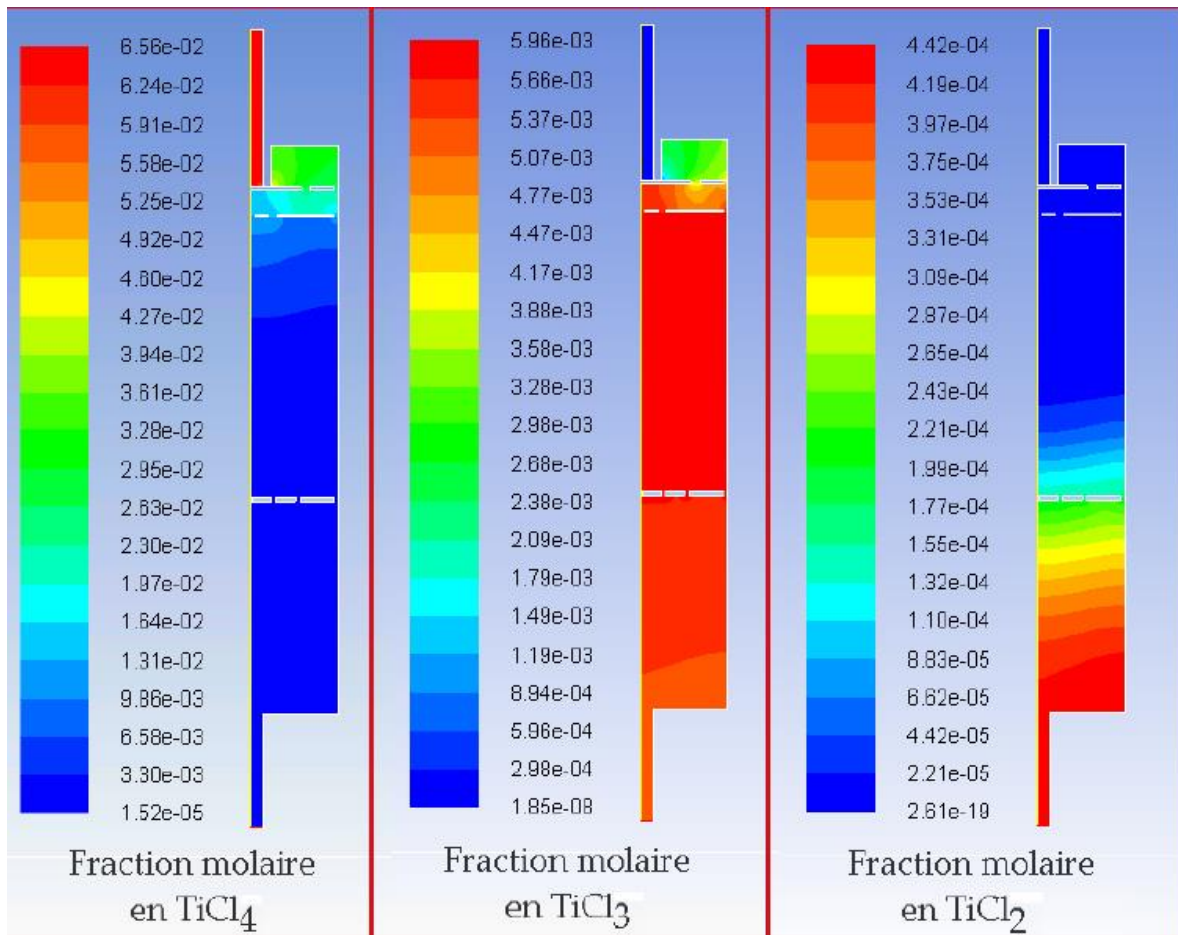 6.56e-02
6.24e-02
5.91e-02
5.58e-02
5.25e-02
4.92e-02
4.60e-02
4.27e-02
3.94e-02
3.61e-02
3.28e-02
2.95e-02
2.63e-02
2.30e-02
1.97e-02
1.64e-02
1.31e-02
9.86e-03
6.58e-03
3.30e-03
1.52e-05
Fraction molaire
en TiCl4
5.96e-03
5.66e-03
5.37e-03
5.07e-03
4.77e-03
4.47e-03
4.17e-03
3.88e-03
3.58e-03
3.28e-03
2.98e-03
2.68e-03
2.38e-03
2.09e-03
1.79e-03
1.49e-03
1.19e-03
8.94e-04
5.96e-04
2.98e-04
1.85e-08
Fraction molaire
en TiCl3
4.42e-04
4.19e-04
3.97e-04
3.75e-04
3.53e-04
3.31e-04
3.09e-04
2.87e-04
2.65e-04
2.43e-04
2.21e-04
1.99e-04
1.77e-04
1.55e-04
1.32e-04
1.10e-04
8.83e-05
6.62e-05
4.42e-05
2.21e-05
2.61e-19
Fraction molaire
en TiCl2